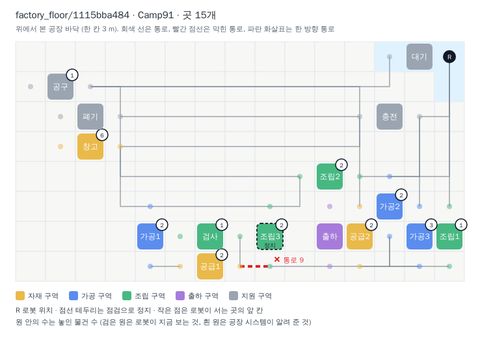 factory_floor/1115bba484 · Camp91 · 곳 15개
위에서 본 공장 바닥 (한 칸 3 m). 회색 선은 통로, 빨간 점선은 막힌 통로, 파란 화살표는 한 방향 통로
대기
R
공구
1
폐기
충전
창고
6
조립2
2
가공2
2
가공1
2
검사
1
조립3
2
정지
출하
공급2
2
가공3
3
조립1
1
공급1
2
✕ 통로 9
자재 구역
가공 구역
조립 구역
출하 구역
지원 구역
R 로봇 위치 · 점선 테두리는 점검으로 정지 · 작은 점은 로봇이 서는 곳의 앞 칸
원 안의 수는 놓인 물건 수 (검은 원은 로봇이 지금 보는 것, 흰 원은 공장 시스템이 알려 준 것)